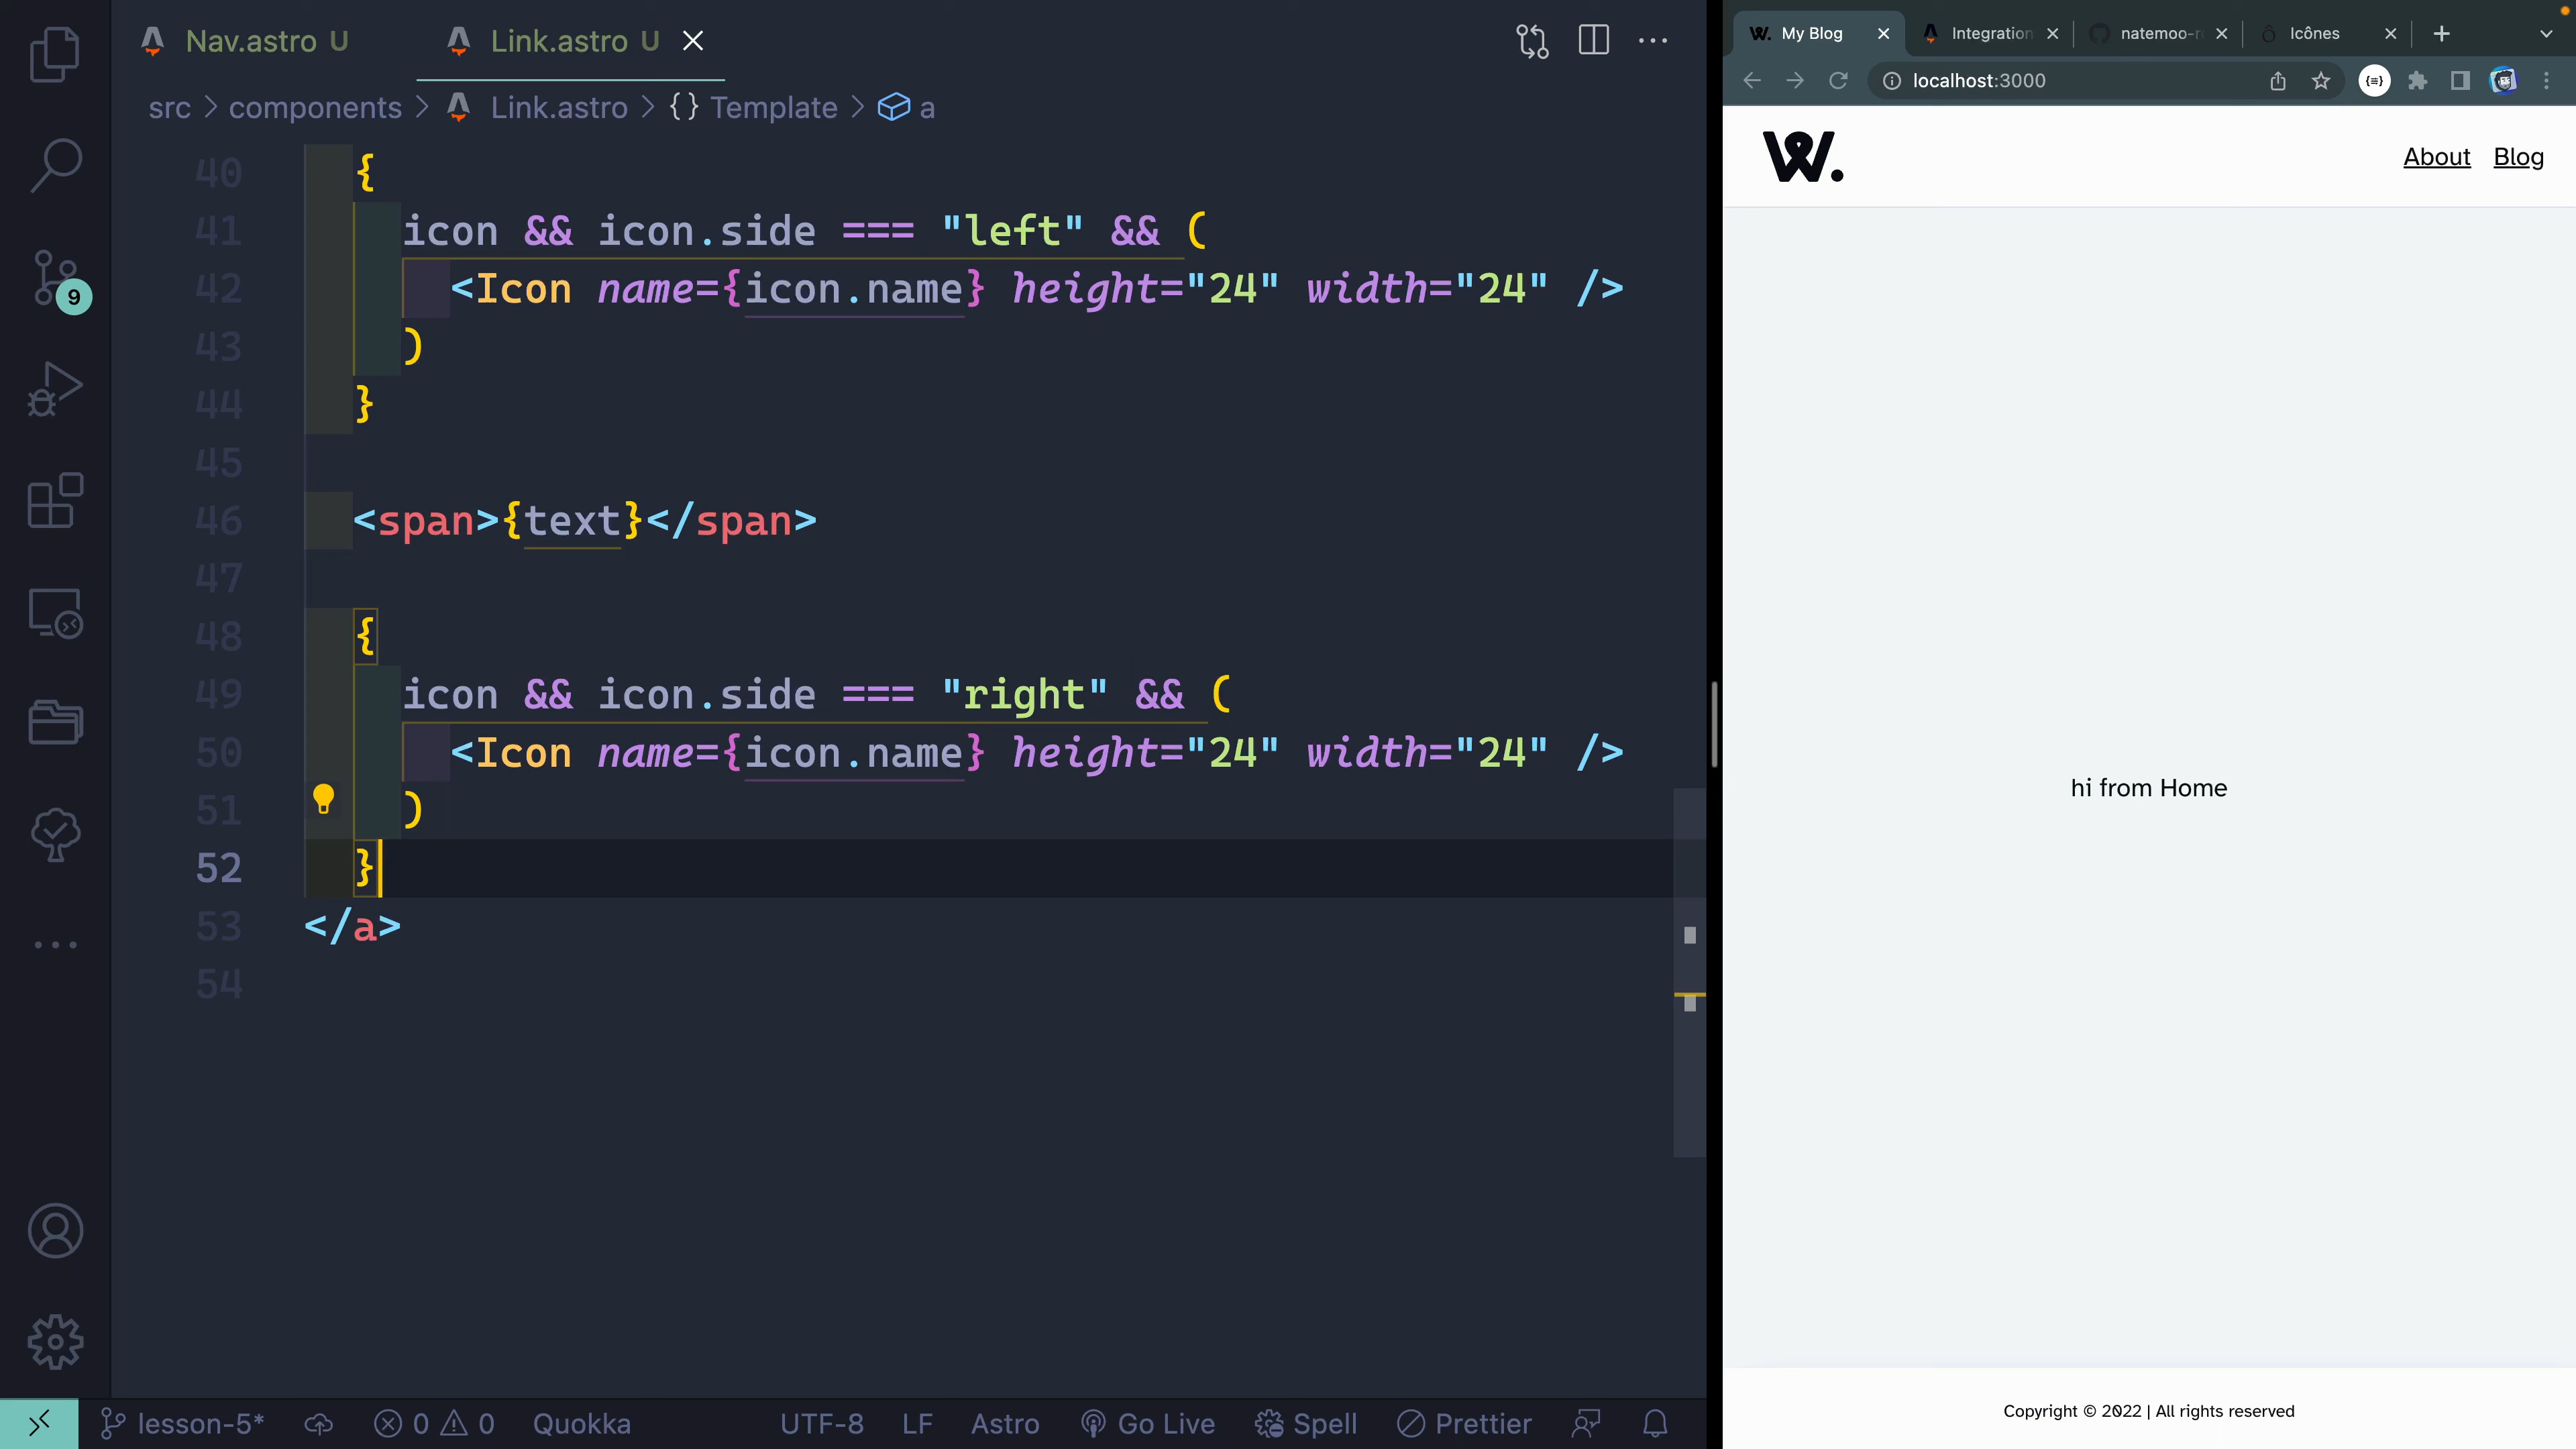 Nav.astro U Link.astro U
src > components > Link.astro > {} Template > a
40 {
41 icon && icon.side === "left" && (
42 <Icon name={icon.name} height="24" width="24" />
43 )
44 }
45
46 <span>{text}</span>
47
48 {
49 icon && icon.side === "right" && (
50 <Icon name={icon.name} height="24" width="24" />
51 )
52 }
53 </a>
54
9
lesson-5* 0 0 Quokka UTF-8 LF Astro Go Live Spell Prettier
W. My Blog Integration natemoo-r Icônes
localhost:3000
W. About Blog
hi from Home
Copyright © 2022 | All rights reserved